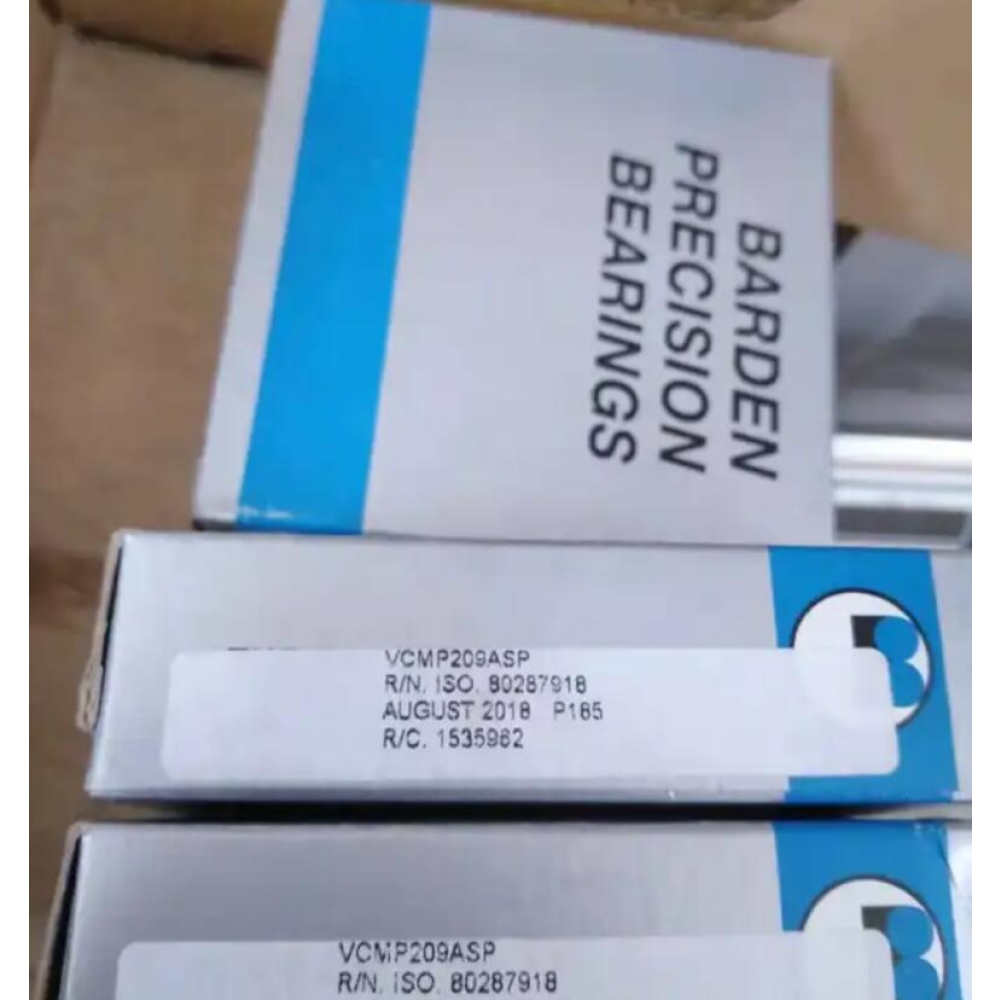 BARDEN
PRECISION
BEARINGS
B
VCMP209ASP
R/N. ISO. 80287918
AUGUST 2018 P165
R/C. 1535962
B
VCMP209ASP
R/N. ISO. 80287918